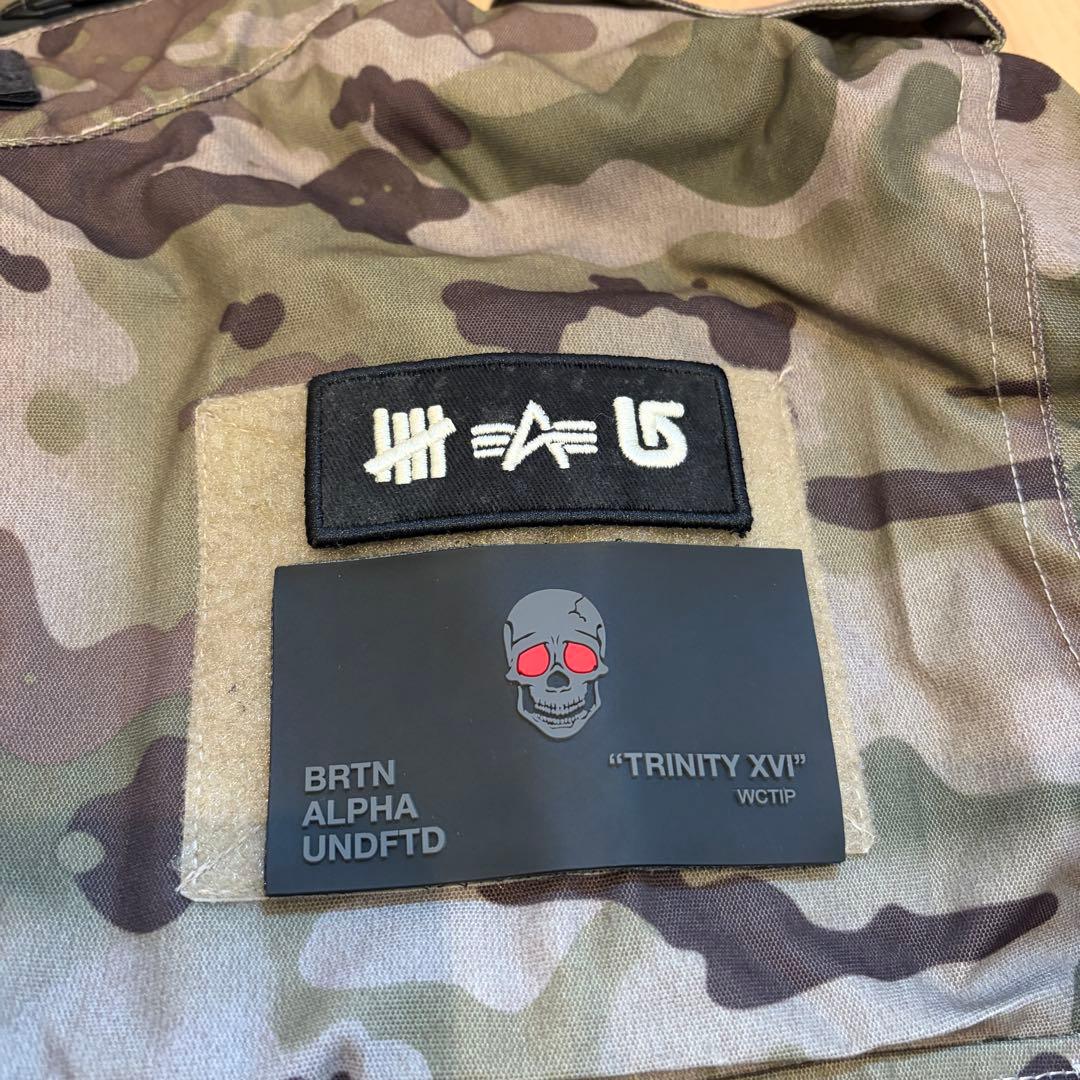 BRTN
ALPHA
UNDFTD
“TRINITY XVI”
WCTIP